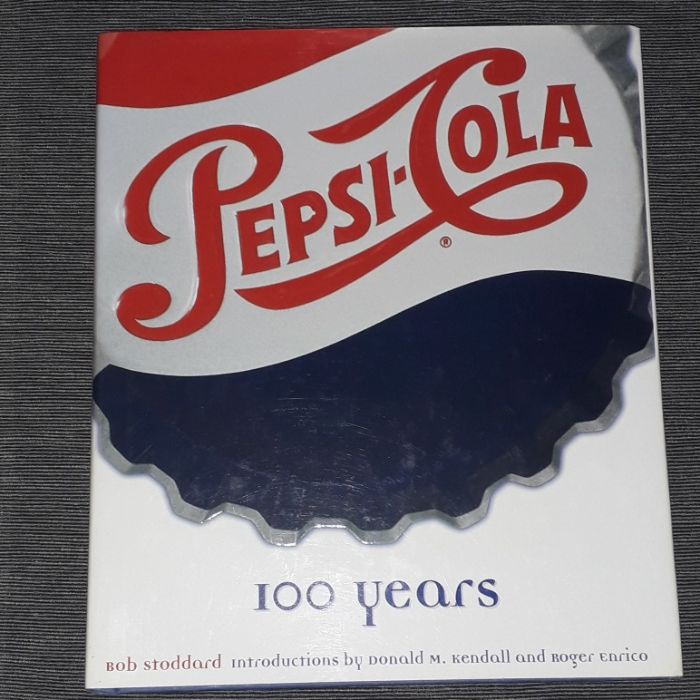 PEPSI-COLA
®
100 years
Bob Stoddard Introductions by Donald M. Kendall and Roger Enrico